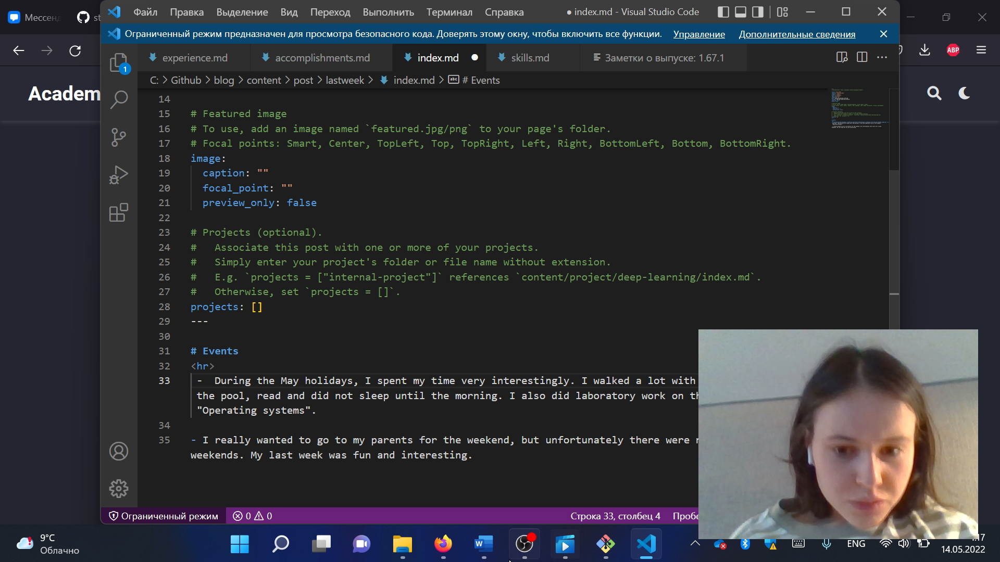 Мессенд
st
Файл Правка Выделение Вид Переход Выполнить Терминал Справка
● index.md - Visual Studio Code
Ограниченный режим предназначен для просмотра безопасного кода. Доверять этому окну, чтобы включить все функции. Управление Дополнительные сведения
1
experience.md
accomplishments.md
index.md
skills.md
Заметки о выпуске: 1.67.1
ABP
C: > Github > blog > content > post > lastweek > index.md > # Events
Academ
14
15 # Featured image
16 # To use, add an image named `featured.jpg/png` to your page's folder.
17 # Focal points: Smart, Center, TopLeft, Top, TopRight, Left, Right, BottomLeft, Bottom, BottomRight.
18 image:
19 caption: ""
20 focal_point: ""
21 preview_only: false
22
23 # Projects (optional).
24 # Associate this post with one or more of your projects.
25 # Simply enter your project's folder or file name without extension.
26 # E.g. `projects = ["internal-project"]` references `content/project/deep-learning/index.md`.
27 # Otherwise, set `projects = []`.
28 projects: []
29 ---
30
31 # Events
32 <hr>
33 - During the May holidays, I spent my time very interestingly. I walked a lot with
the pool, read and did not sleep until the morning. I also did laboratory work on th
"Operating systems".
34
35 - I really wanted to go to my parents for the weekend, but unfortunately there were
weekends. My last week was fun and interesting.
Ограниченный режим 0 0
Строка 33, столбец 4 Пробе
9°C
Облачно
ENG
:17
14.05.2022